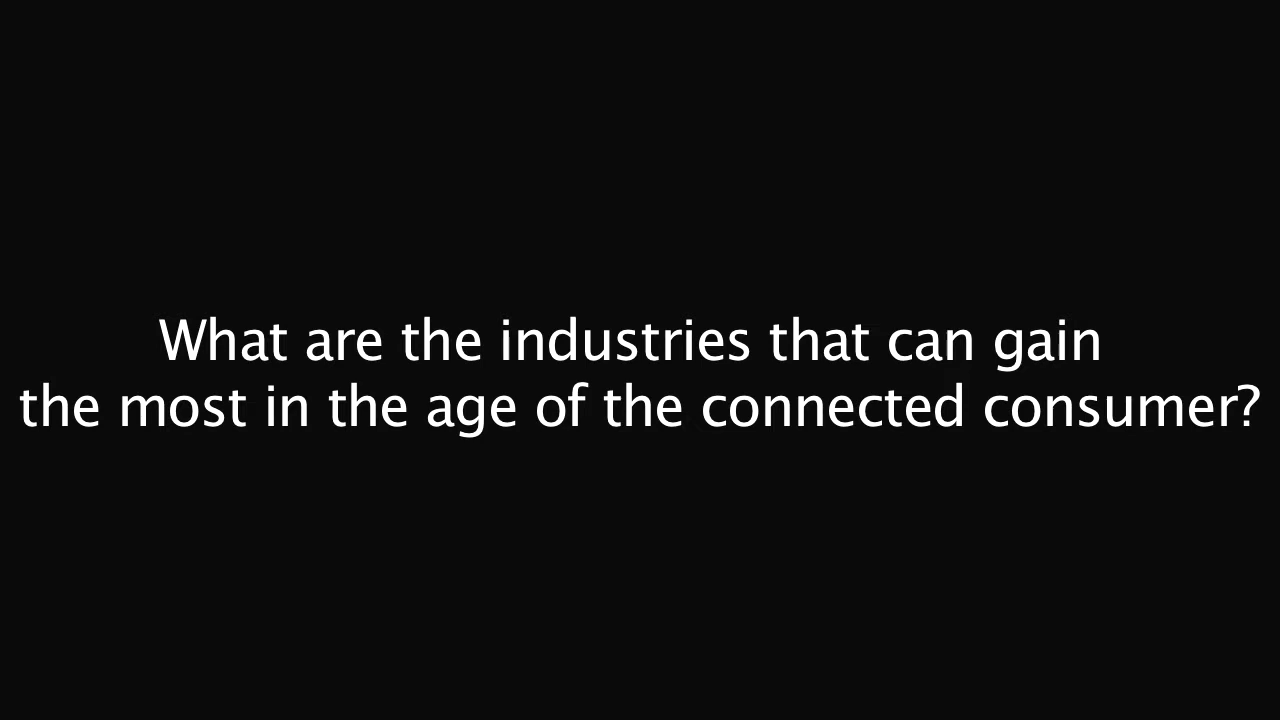 What are the industries that can gain
the most in the age of the connected consumer?